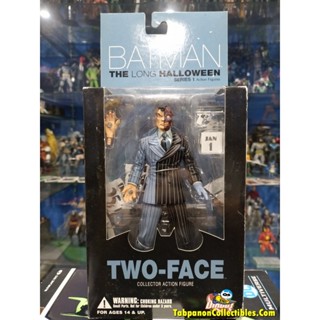 BATMAN
THE LONG HALLOWEEN
SERIES 1 Action Figures
JAN
1
TWO-FACE
COLLECTOR ACTION FIGURE
WARNING: CHOKING HAZARD
FOR AGES 14 & UP
TabpanonCollectibles.Com